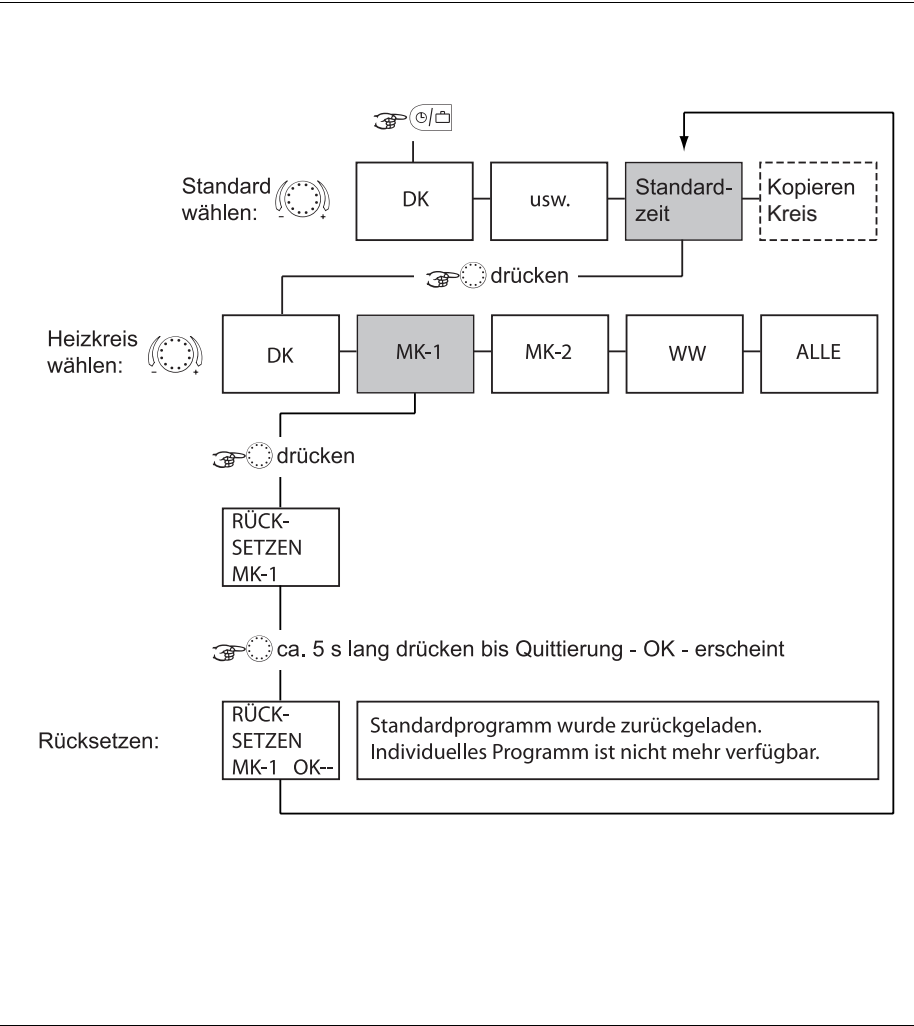 Standard
wählen:
-
+
DK
usw.
Standard-
zeit
Kopieren
Kreis
drücken
Heizkreis
wählen:
-
+
DK
MK-1
MK-2
WW
ALLE
drücken
RÜCK-
SETZEN
MK-1
ca. 5 s lang drücken bis Quittierung - OK - erscheint
Rücksetzen:
RÜCK-
SETZEN
MK-1 OK--
Standardprogramm wurde zurückgeladen.
Individuelles Programm ist nicht mehr verfügbar.